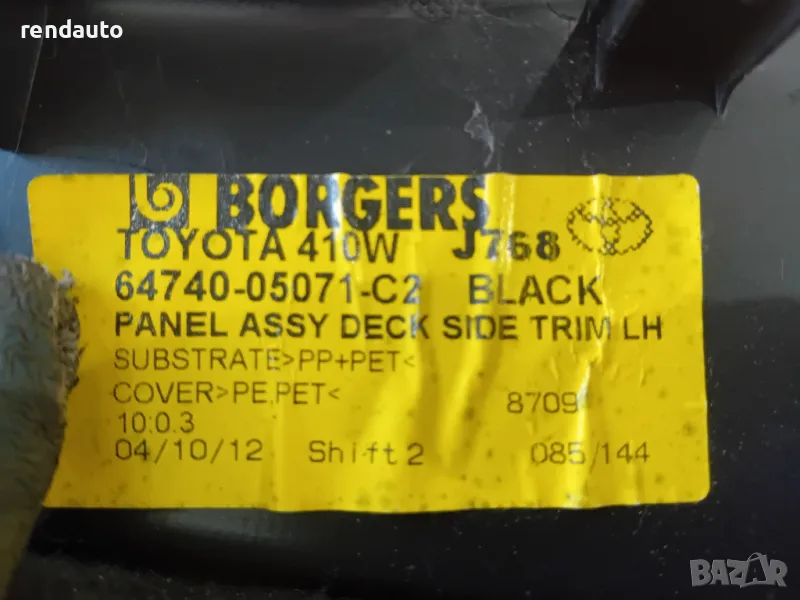 rendauto
BORGERS
TOYOTA 410W J768
64740-05071-C2 BLACK
PANEL ASSY DECK SIDE TRIM LH
SUBSTRATE>PP+PET<
COVER>PE,PET<
8709
10:0.3
04/10/12 Shift 2 085/144
BAZAR